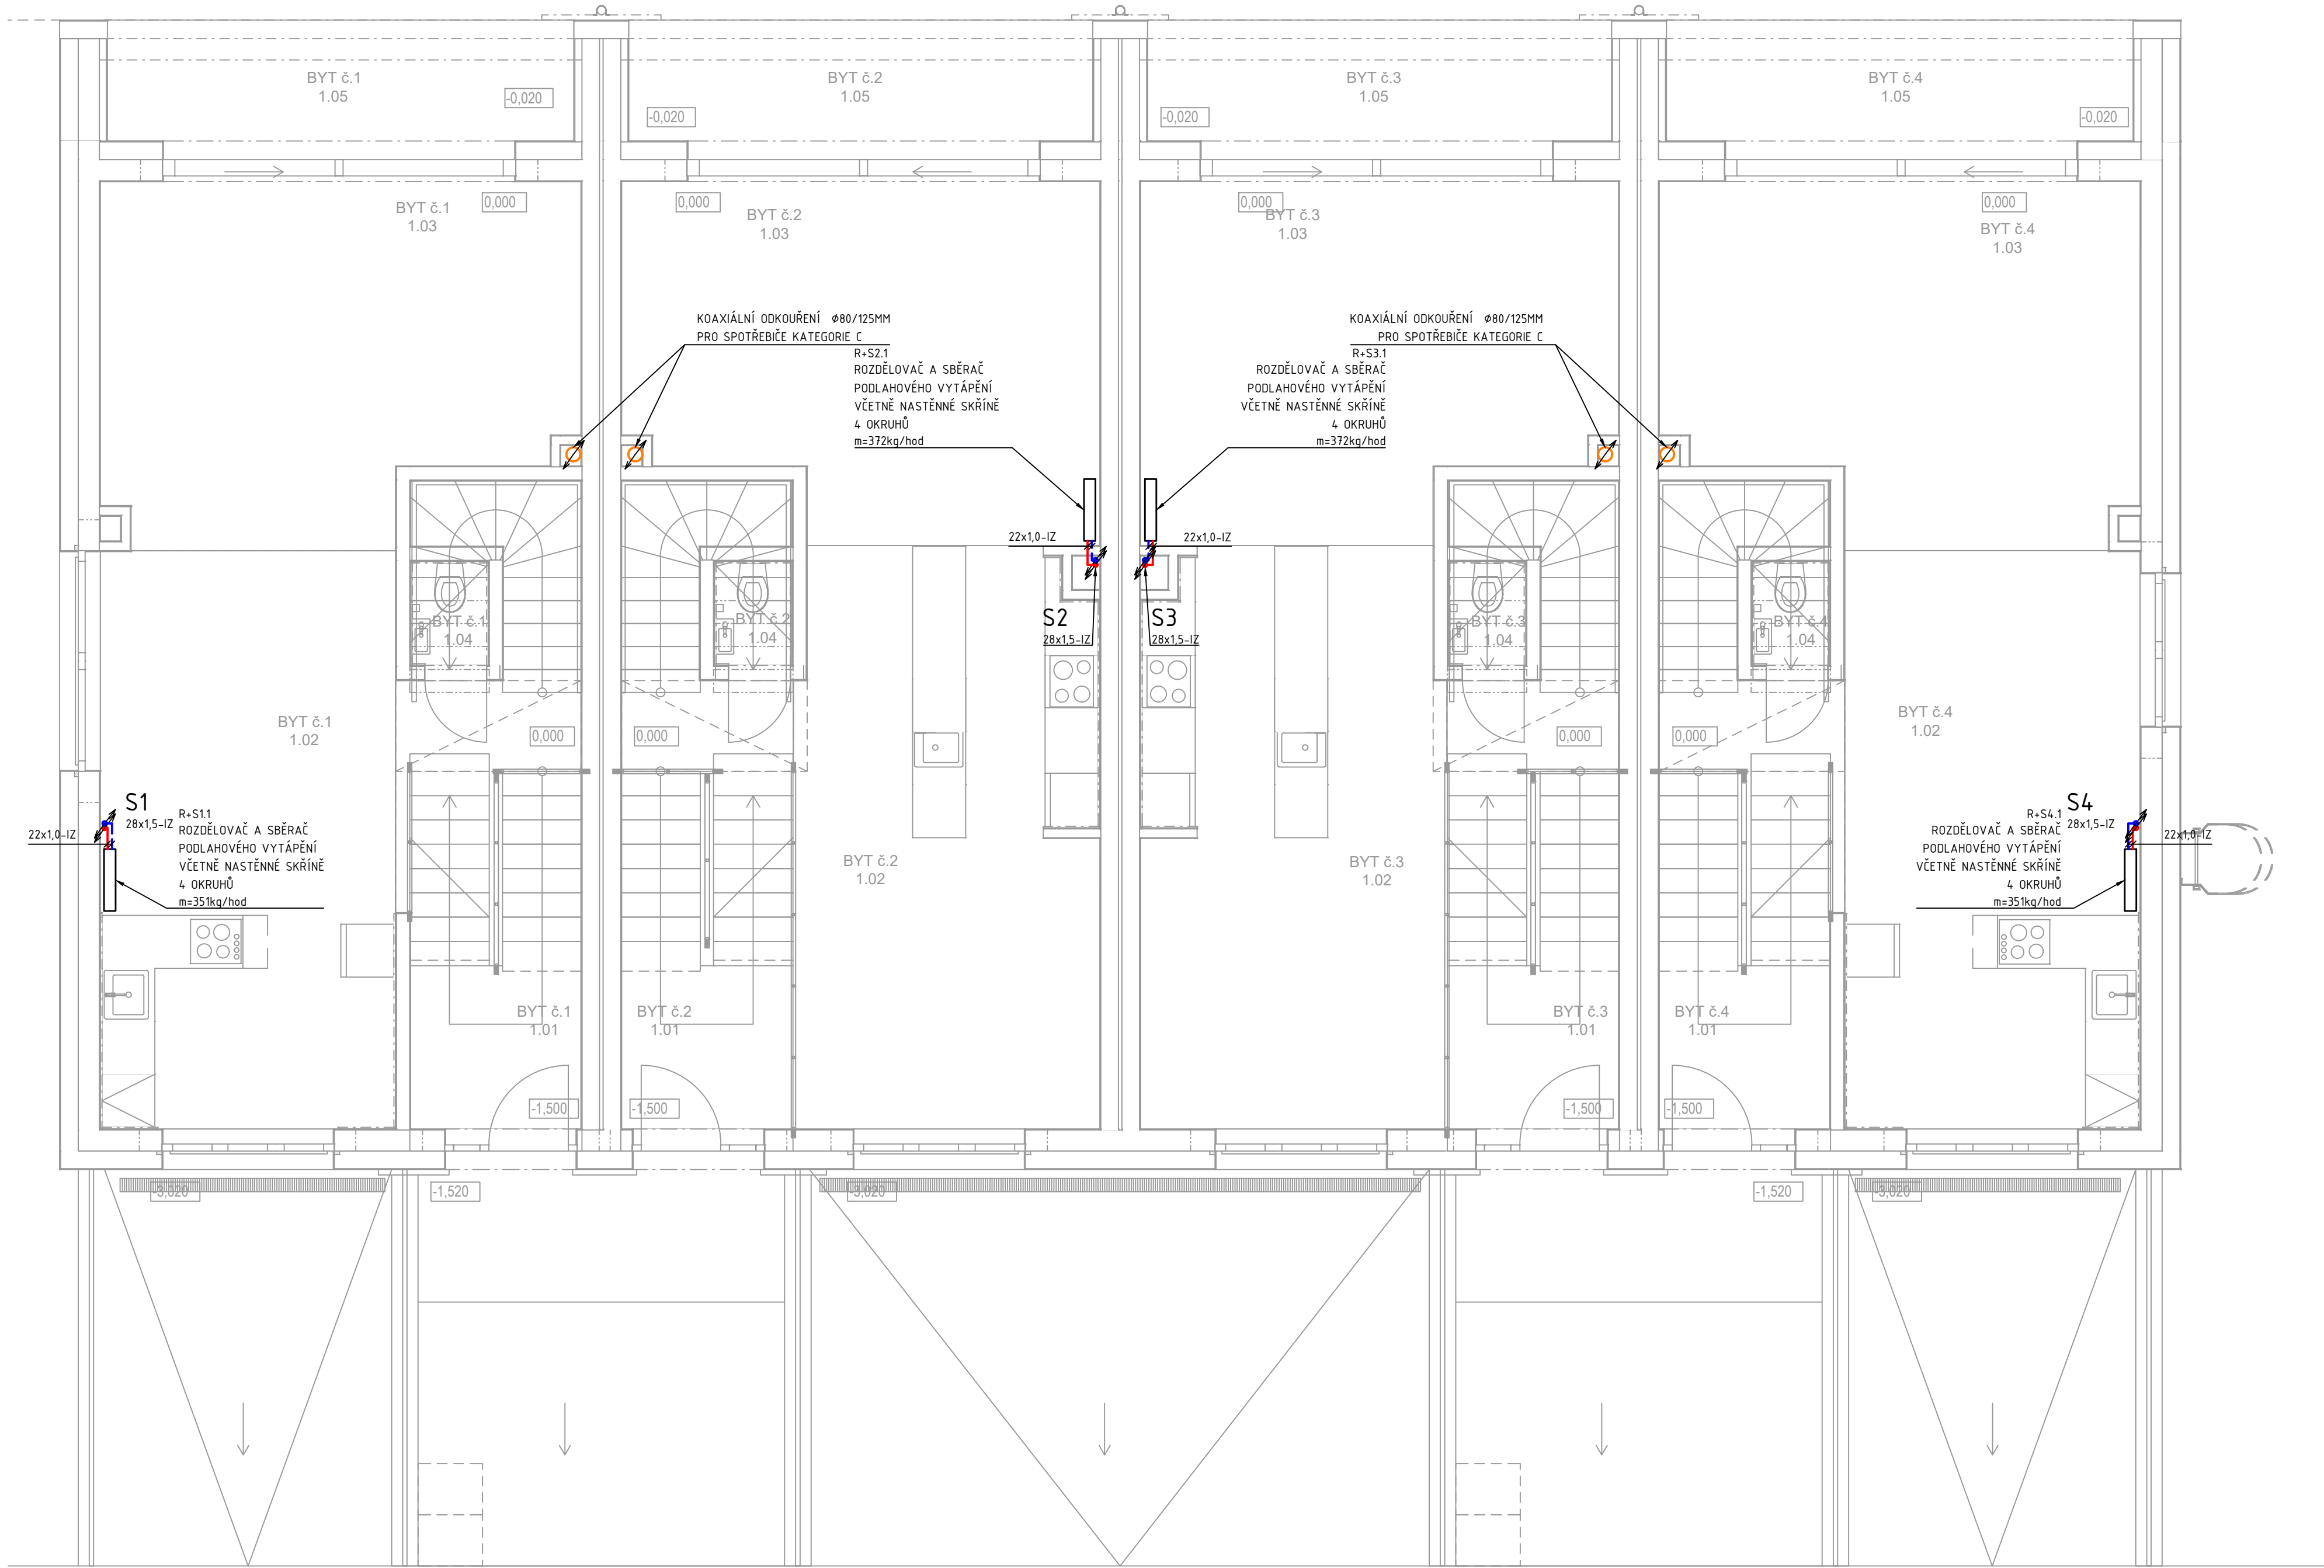 BYT č.1
1.05
-0,020
BYT č.2
1.05
-0,020
BYT č.3
1.05
-0,020
BYT č.4
1.05
-0,020
BYT č.1
1.03
0,000
0,000
BYT č.2
1.03
0,000
BYT č.3
1.03
0,000
BYT č.4
1.03
KOAXIÁLNÍ ODKOUŘENÍ ø80/125MM
PRO SPOTŘEBIČE KATEGORIE C
R+S2.1
ROZDĚLOVAČ A SBĚRAČ
PODLAHOVÉHO VYTÁPĚNÍ
VČETNĚ NASTĚNNÉ SKŘÍNĚ
4 OKRUHŮ
m=372kg/hod
KOAXIÁLNÍ ODKOUŘENÍ ø80/125MM
PRO SPOTŘEBIČE KATEGORIE C
R+S3.1
ROZDĚLOVAČ A SBĚRAČ
PODLAHOVÉHO VYTÁPĚNÍ
VČETNĚ NASTĚNNÉ SKŘÍNĚ
4 OKRUHŮ
m=372kg/hod
22x1,0-IZ
22x1,0-IZ
S2
28x1,5-IZ
S3
28x1,5-IZ
BYT č.1
1.04
BYT č.2
1.04
BYT č.3
1.04
BYT č.4
1.04
BYT č.1
1.02
0,000
0,000
0,000
0,000
BYT č.4
1.02
S1
28x1,5-IZ
22x1,0-IZ
R+S1.1
ROZDĚLOVAČ A SBĚRAČ
PODLAHOVÉHO VYTÁPĚNÍ
VČETNĚ NASTĚNNÉ SKŘÍNĚ
4 OKRUHŮ
m=351kg/hod
BYT č.2
1.02
BYT č.3
1.02
S4
28x1,5-IZ
22x1,0-IZ
R+S4.1
ROZDĚLOVAČ A SBĚRAČ
PODLAHOVÉHO VYTÁPĚNÍ
VČETNĚ NASTĚNNÉ SKŘÍNĚ
4 OKRUHŮ
m=351kg/hod
BYT č.1
1.01
BYT č.2
1.01
BYT č.3
1.01
BYT č.4
1.01
-1,500
-1,500
-1,500
-1,500
-3,020
-1,520
-3,020
-1,520
-3,020